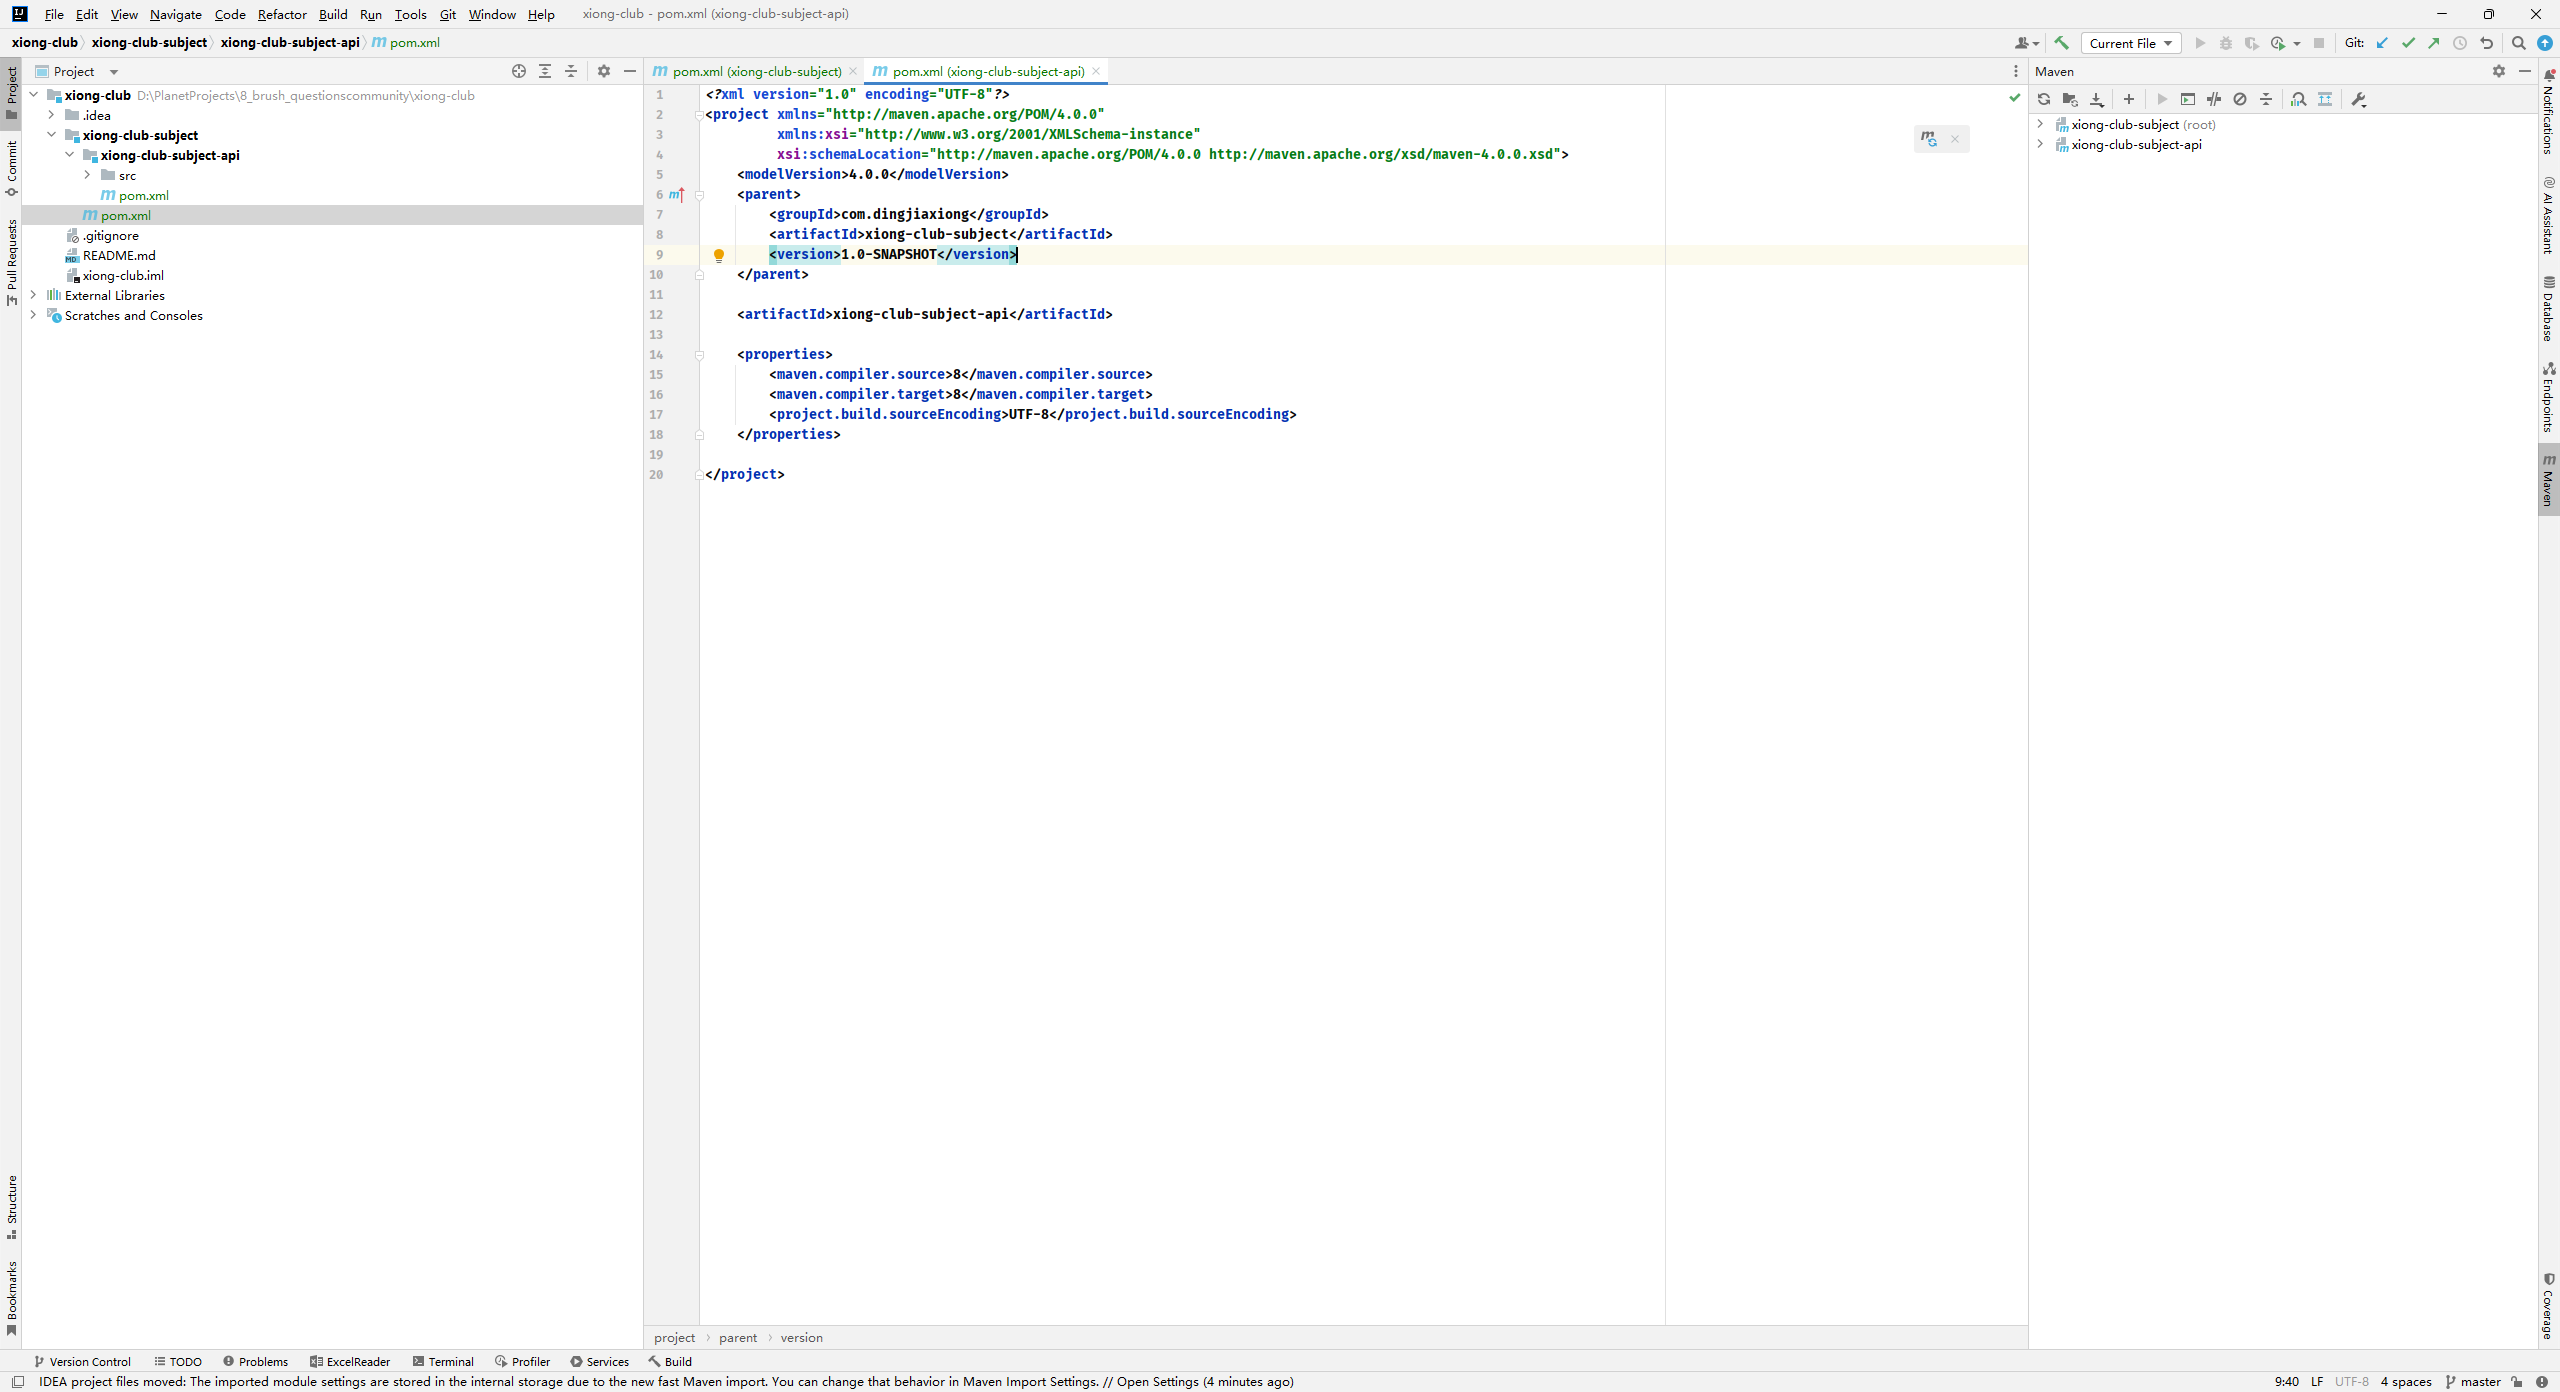 File Edit View Navigate Code Refactor Build Run Tools Git Window Help xiong-club - pom.xml (xiong-club-subject-api)
xiong-club xiong-club-subject xiong-club-subject-api m pom.xml
Current File Git:
Project
pom.xml (xiong-club-subject)
pom.xml (xiong-club-subject-api)
Maven
Project
Commit
Pull Requests
Structure
Bookmarks
xiong-club D:\PlanetProjects\8_brush_questionscommunity\xiong-club
.idea
xiong-club-subject
xiong-club-subject-api
src
pom.xml
pom.xml
.gitignore
README.md
xiong-club.iml
External Libraries
Scratches and Consoles
1 <?xml version="1.0" encoding="UTF-8"?>
2 <project xmlns="http://maven.apache.org/POM/4.0.0"
3 xmlns:xsi="http://www.w3.org/2001/XMLSchema-instance"
4 xsi:schemaLocation="http://maven.apache.org/POM/4.0.0 http://maven.apache.org/xsd/maven-4.0.0.xsd">
5 <modelVersion>4.0.0</modelVersion>
6 <parent>
7 <groupId>com.dingjiaxiong</groupId>
8 <artifactId>xiong-club-subject</artifactId>
9 <version>1.0-SNAPSHOT</version>
10 </parent>
11
12 <artifactId>xiong-club-subject-api</artifactId>
13
14 <properties>
15 <maven.compiler.source>8</maven.compiler.source>
16 <maven.compiler.target>8</maven.compiler.target>
17 <project.build.sourceEncoding>UTF-8</project.build.sourceEncoding>
18 </properties>
19
20 </project>
xiong-club-subject (root)
xiong-club-subject-api
Notifications
AI Assistant
Database
Endpoints
Maven
Coverage
project › parent › version
Version Control TODO Problems ExcelReader Terminal Profiler Services Build
IDEA project files moved: The imported module settings are stored in the internal storage due to the new fast Maven import. You can change that behavior in Maven Import Settings. // Open Settings (4 minutes ago)
9:40 LF UTF-8 4 spaces master